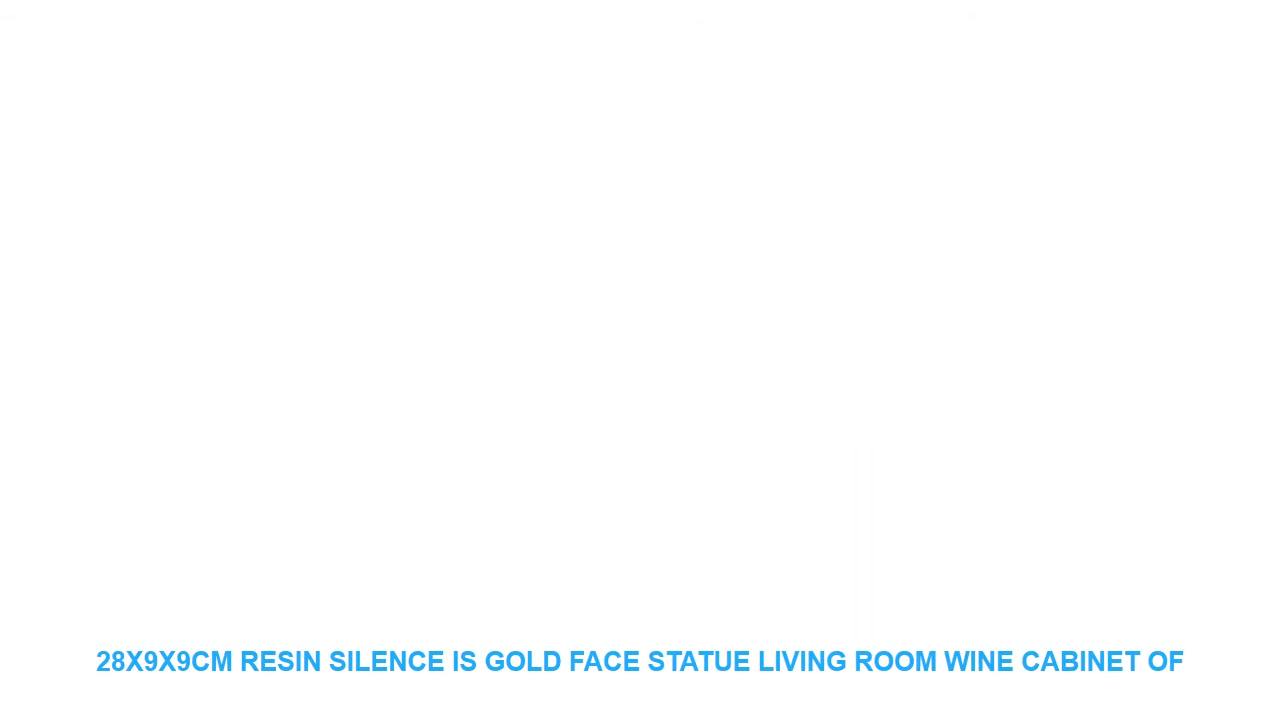 28X9X9CM RESIN SILENCE IS GOLD FACE STATUE LIVING ROOM WINE CABINET OF